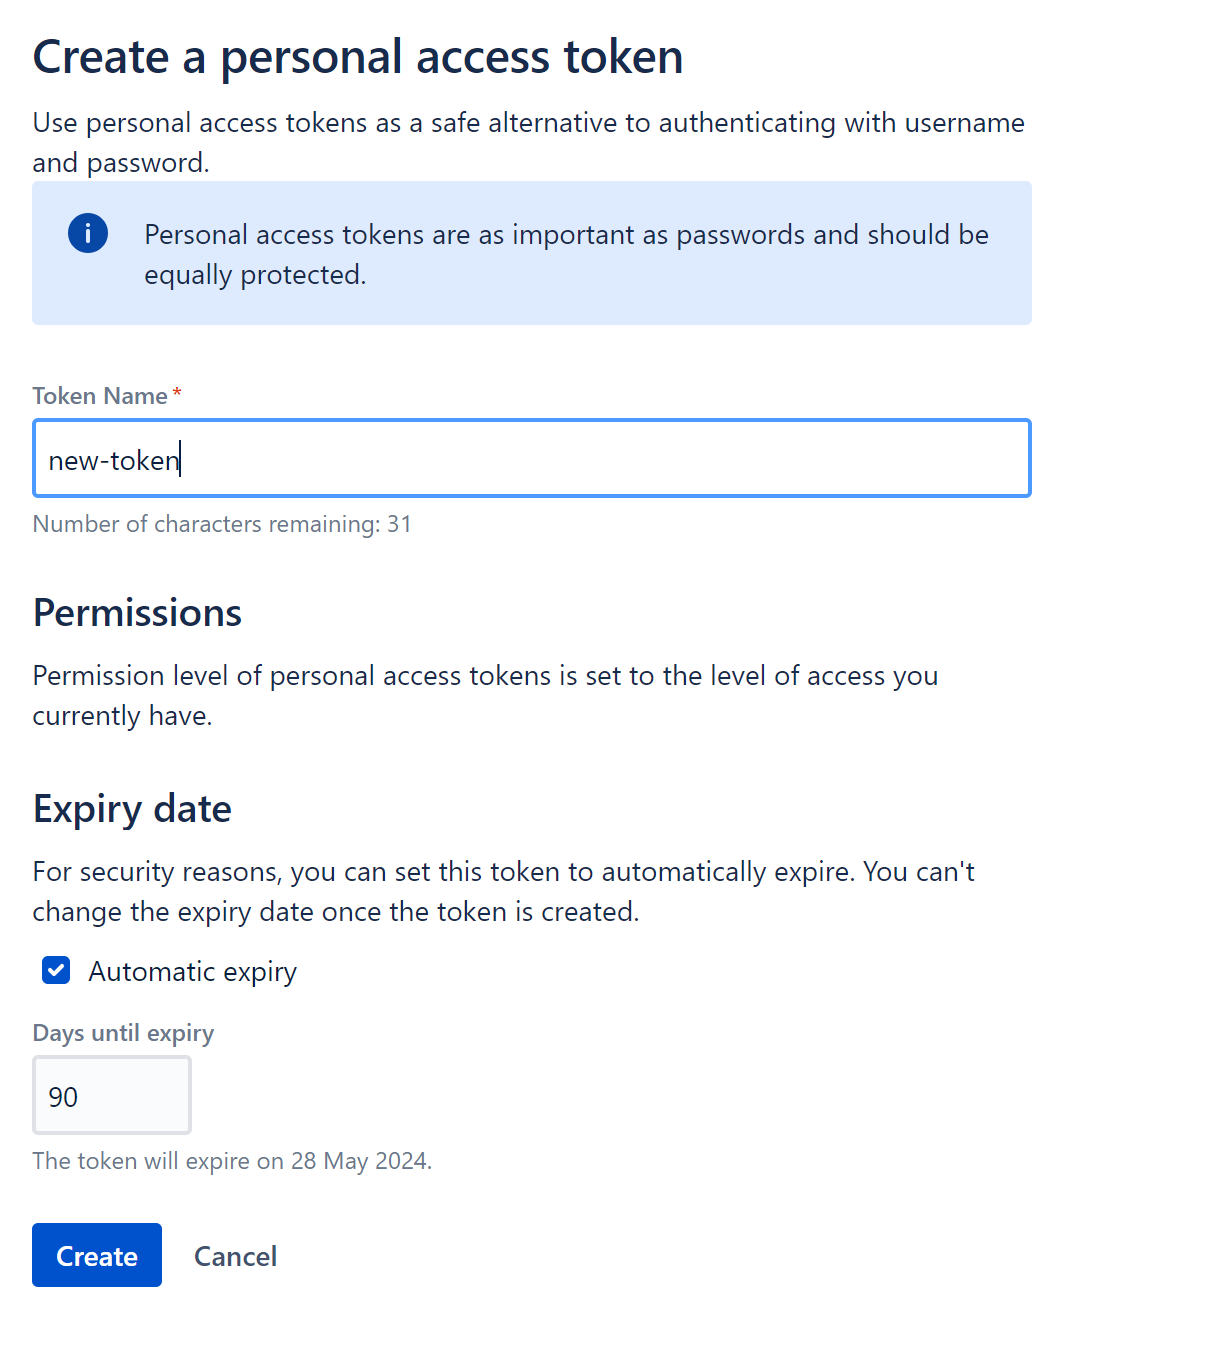 Create a personal access token
Use personal access tokens as a safe alternative to authenticating with username
and password.
Personal access tokens are as important as passwords and should be
equally protected.
Token Name*
new-token
Number of characters remaining: 31
Permissions
Permission level of personal access tokens is set to the level of access you
currently have.
Expiry date
For security reasons, you can set this token to automatically expire. You can't
change the expiry date once the token is created.
Automatic expiry
Days until expiry
90
The token will expire on 28 May 2024.
Create Cancel